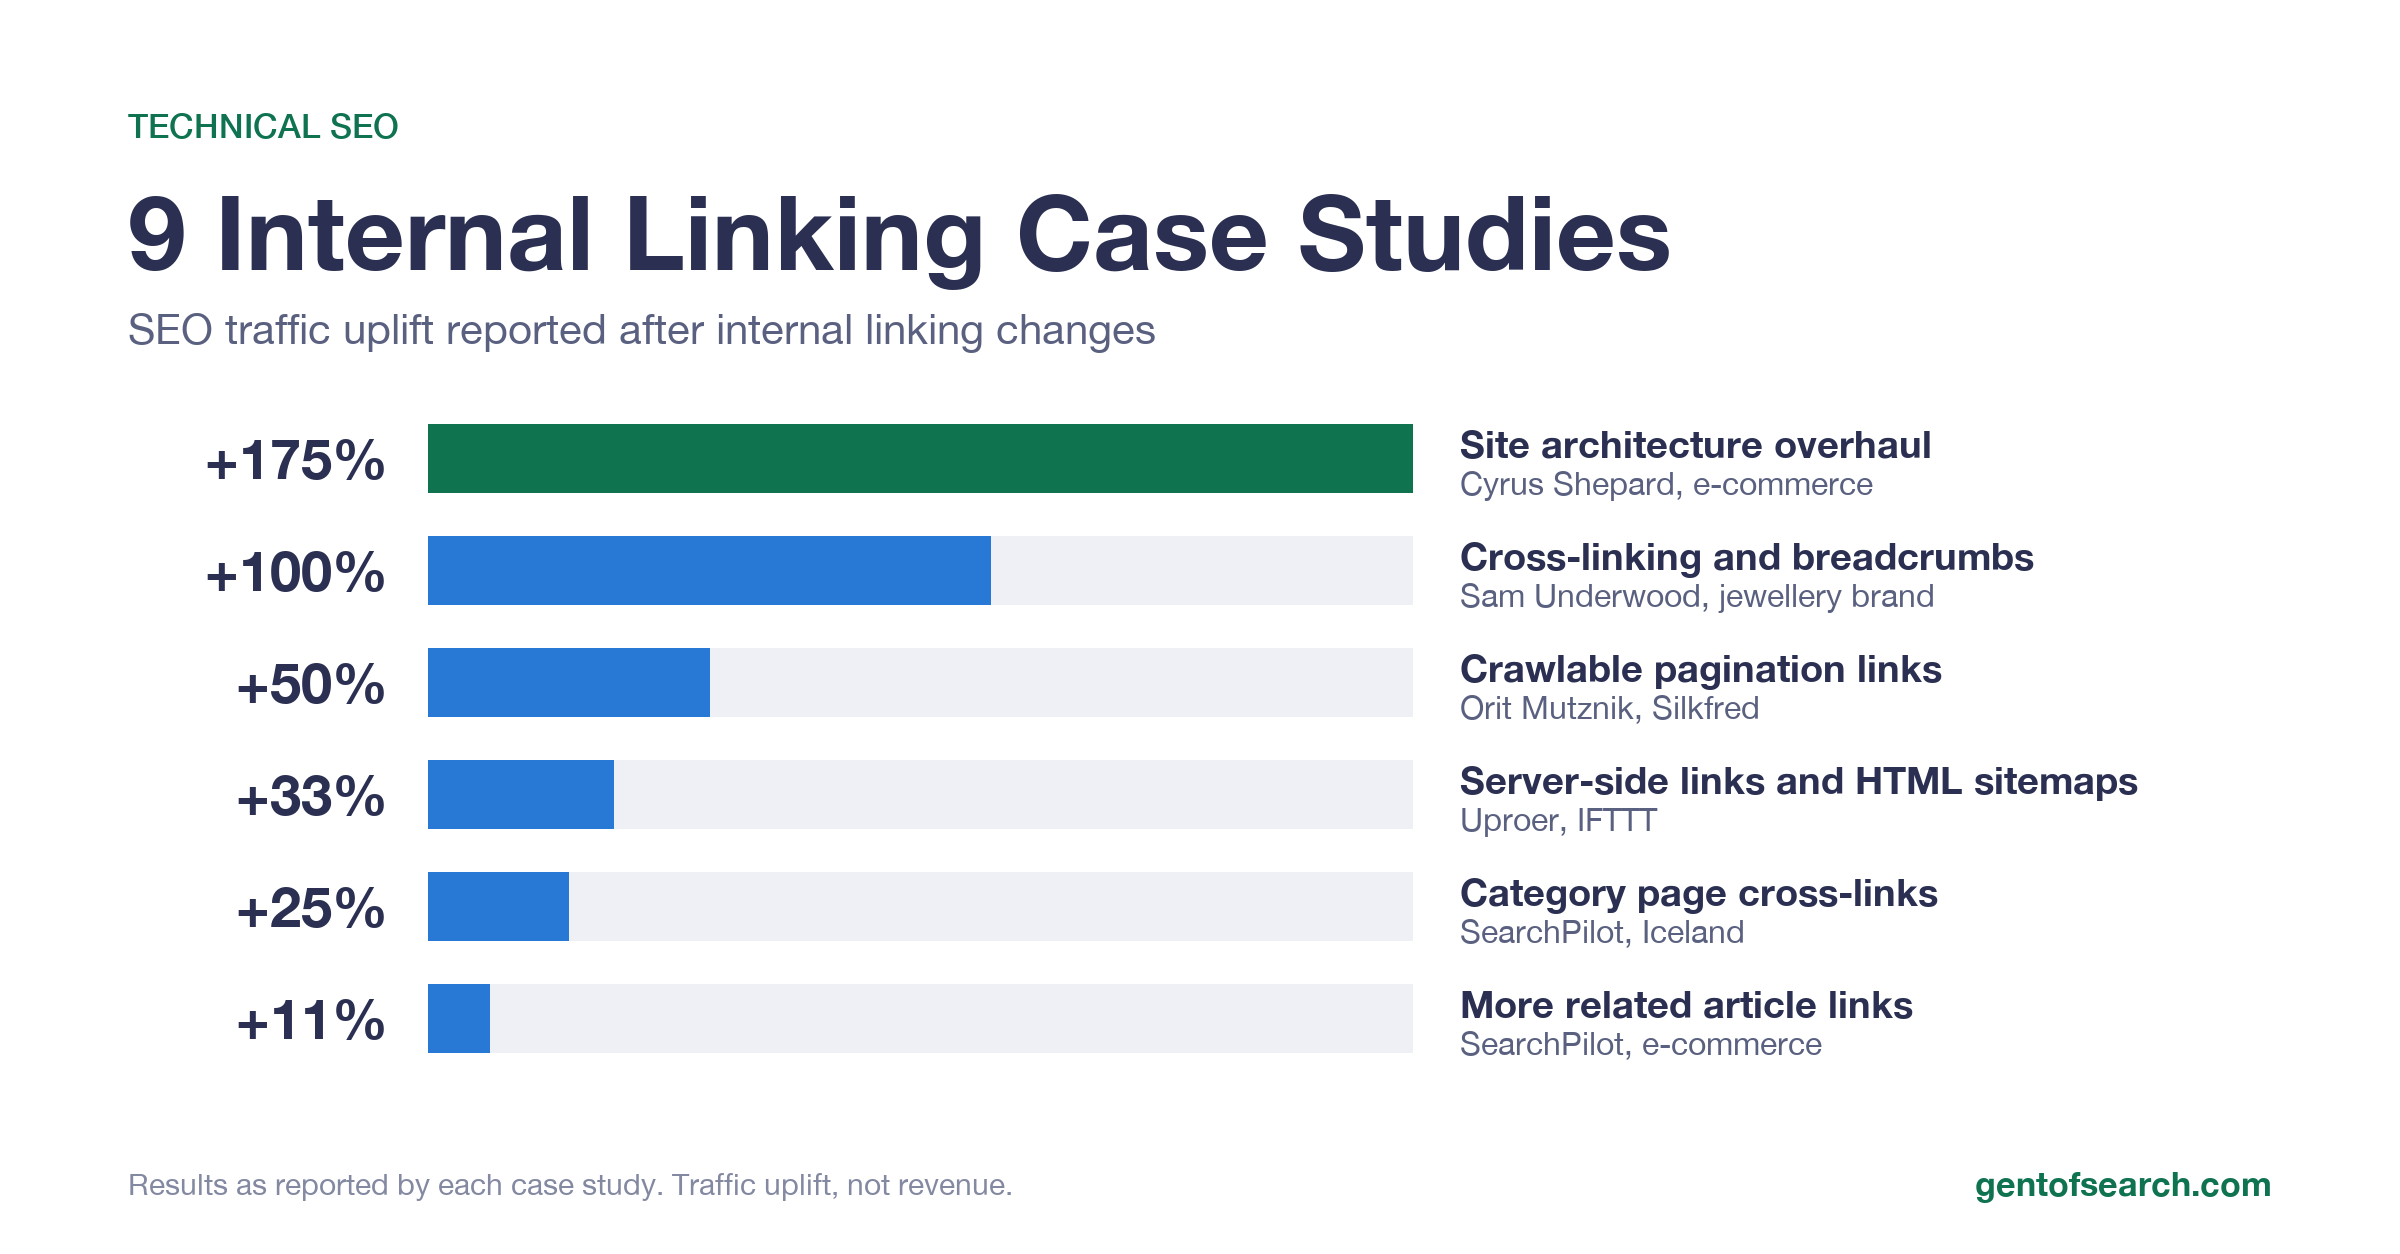 TECHNICAL SEO
9 Internal Linking Case Studies
SEO traffic uplift reported after internal linking changes
+175%
Site architecture overhaul
Cyrus Shepard, e-commerce
+100%
Cross-linking and breadcrumbs
Sam Underwood, jewellery brand
+50%
Crawlable pagination links
Orit Mutznik, Silkfred
+33%
Server-side links and HTML sitemaps
Uproer, IFTTT
+25%
Category page cross-links
SearchPilot, Iceland
+11%
More related article links
SearchPilot, e-commerce
Results as reported by each case study. Traffic uplift, not revenue.
gentofsearch.com